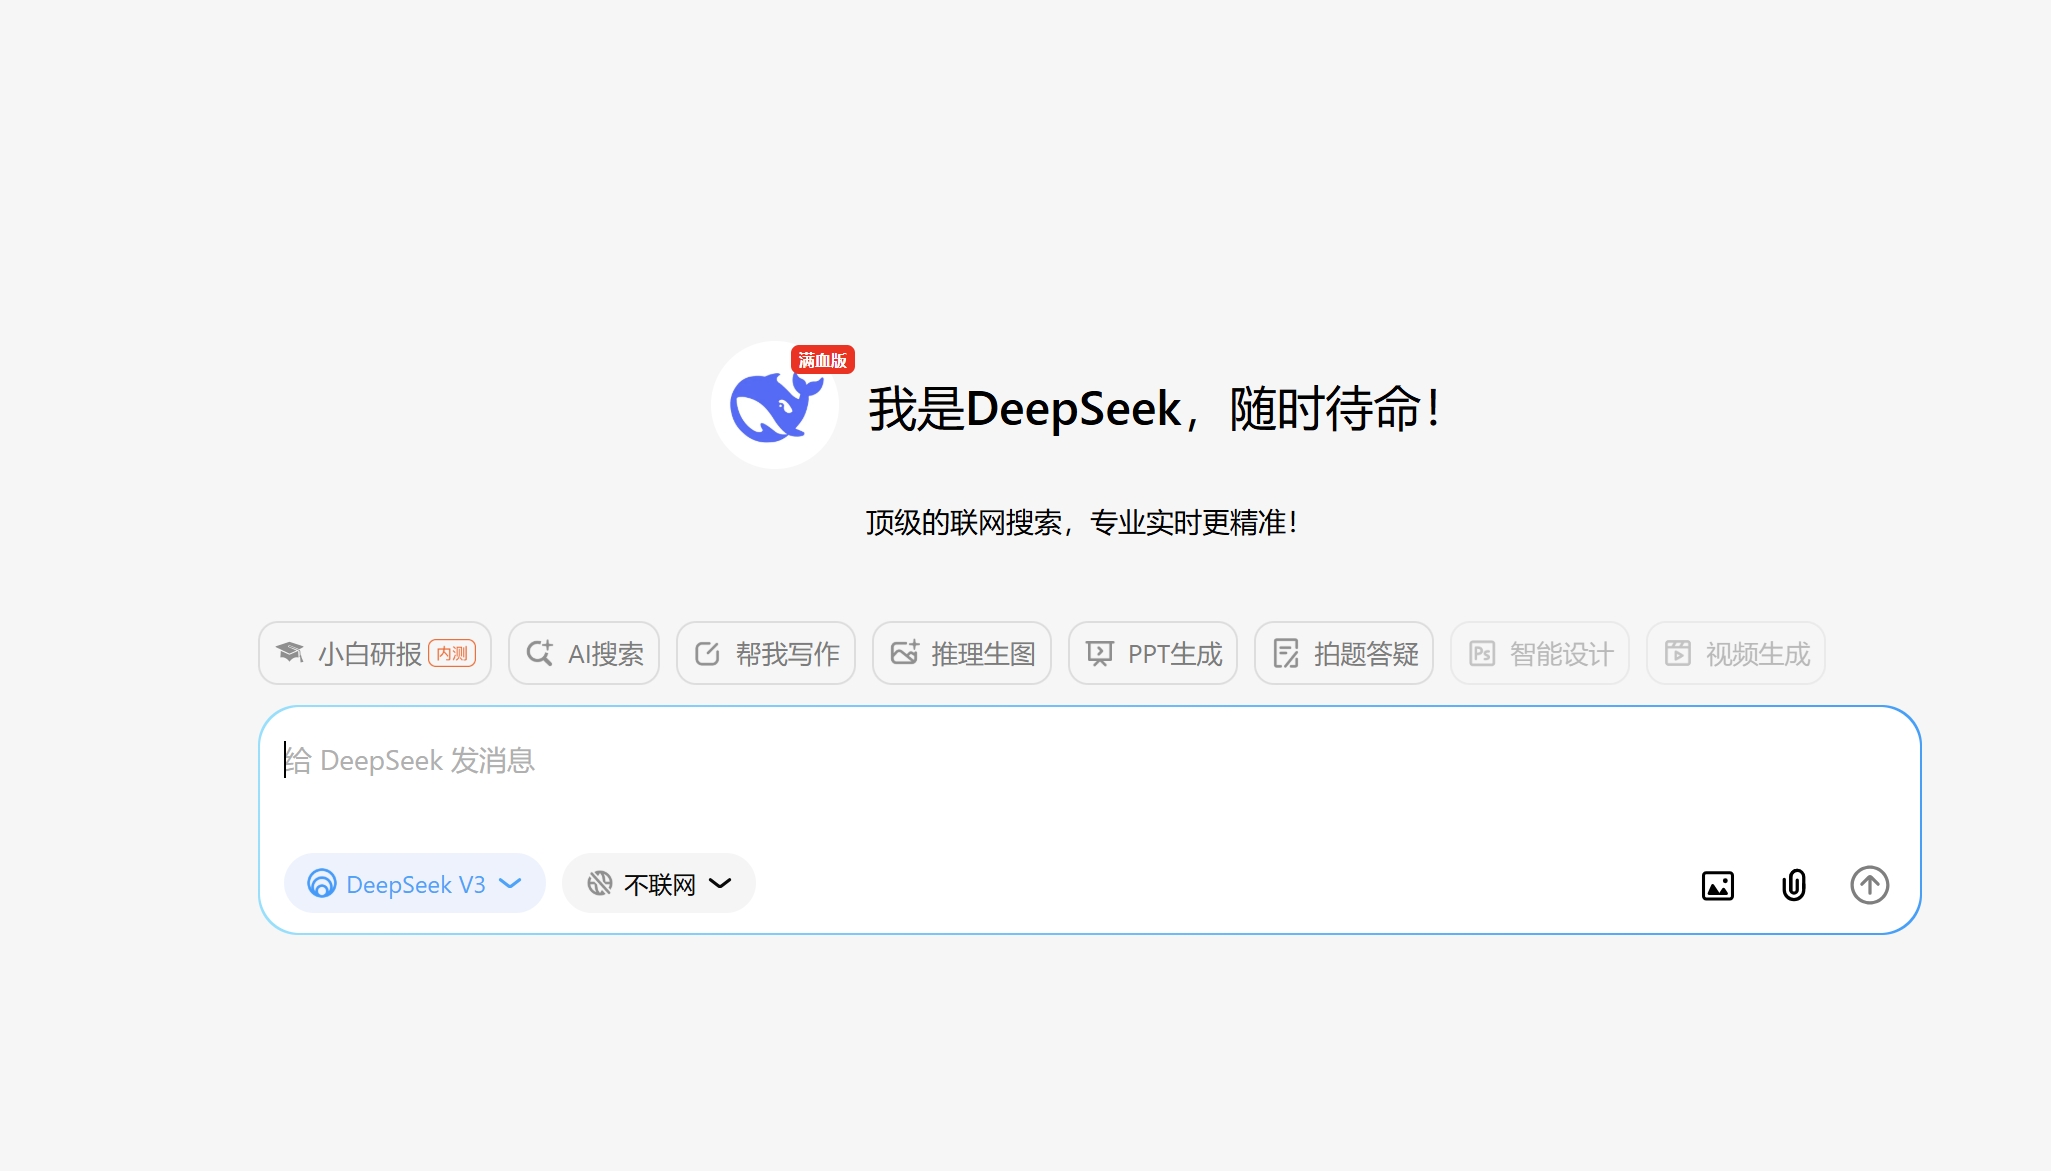 满血版
我是DeepSeek，随时待命！
顶级的联网搜索，专业实时更精准！
小白研报 内测 AI搜索 帮我写作 推理生图 PPT生成 拍题答疑 Ps 智能设计 视频生成
给 DeepSeek 发消息
DeepSeek V3 不联网